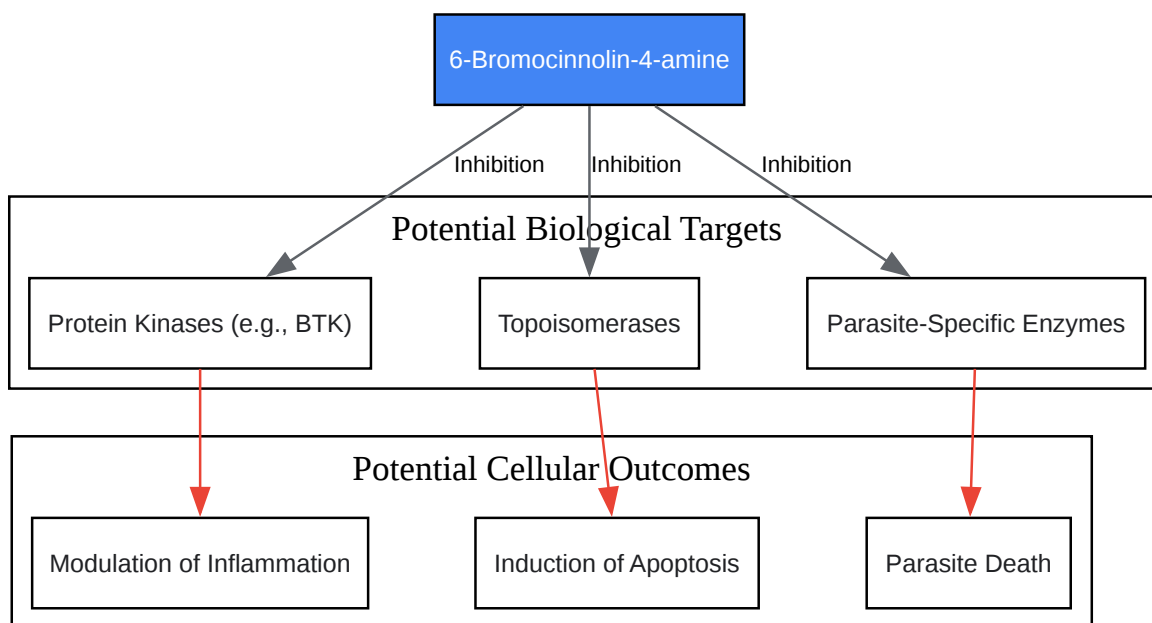 6-Bromocinnolin-4-amine
Inhibition
Inhibition
Inhibition
Potential Biological Targets
Protein Kinases (e.g., BTK)
Topoisomerases
Parasite-Specific Enzymes
Potential Cellular Outcomes
Modulation of Inflammation
Induction of Apoptosis
Parasite Death